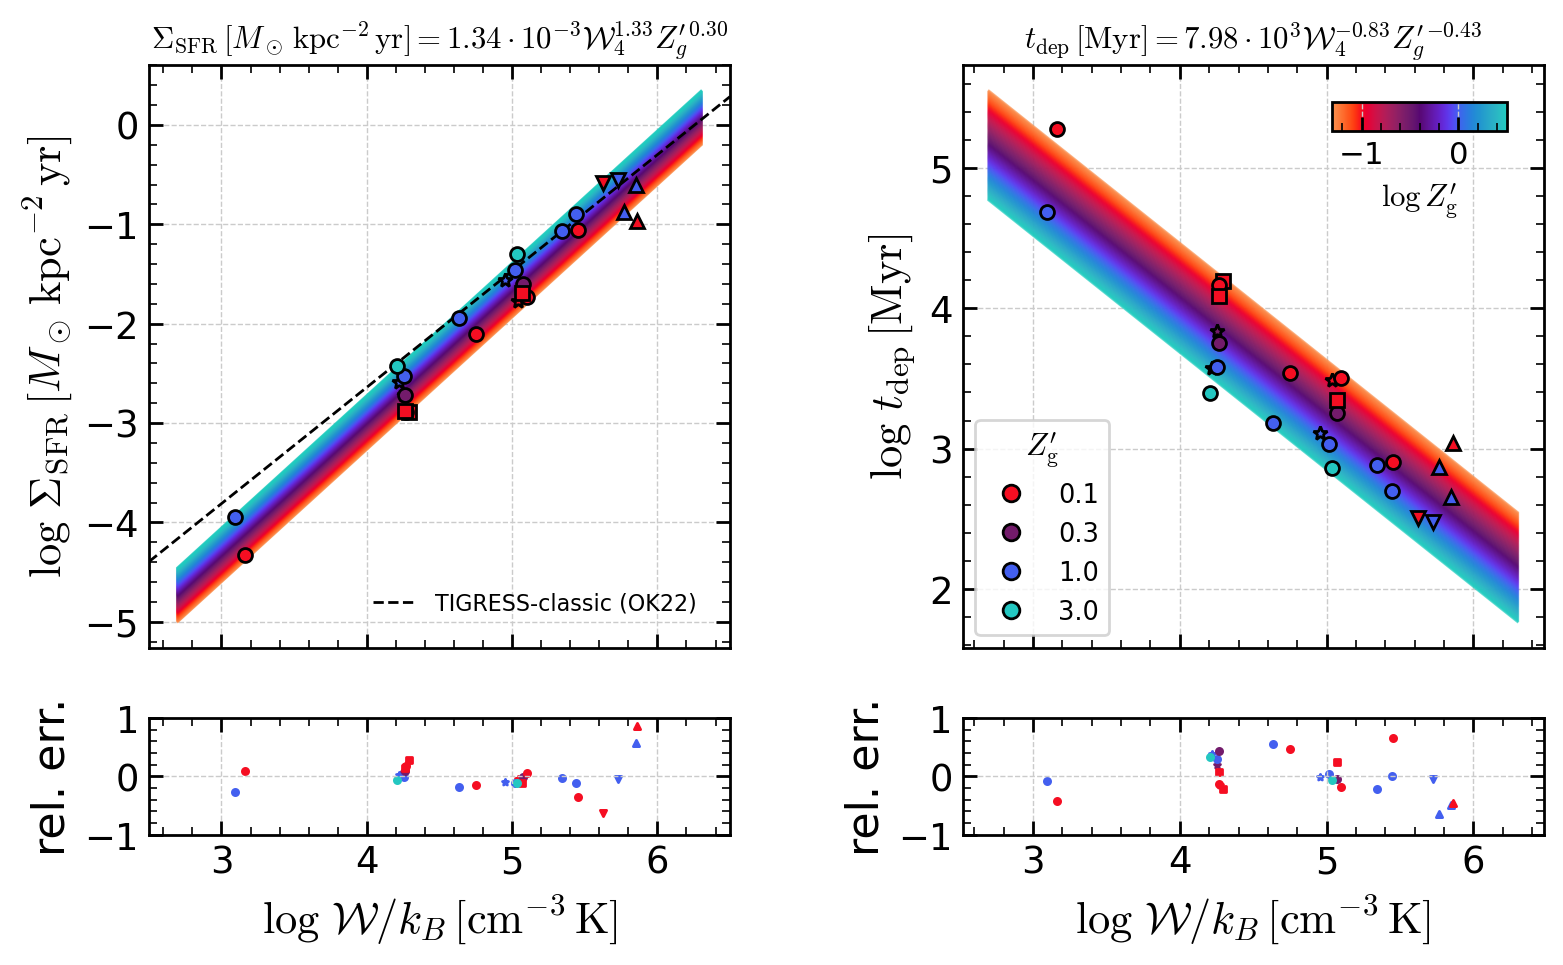 Σ_SFR [M_⊙ kpc^−2 yr] = 1.34 · 10^−3 𝒲_4^1.33 Z_g′^0.30
0
−1
−2
−3
−4
−5
log Σ_SFR [M_⊙ kpc^−2 yr]
TIGRESS-classic (OK22)
1
0
−1
rel. err.
3 4 5 6
log 𝒲/k_B [cm^−3 K]
t_dep [Myr] = 7.98 · 10^3 𝒲_4^−0.83 Z_g′^−0.43
−1 0
log Z_g′
5
4
3
2
log t_dep [Myr]
Z_g′
0.1
0.3
1.0
3.0
1
0
−1
rel. err.
3 4 5 6
log 𝒲/k_B [cm^−3 K]